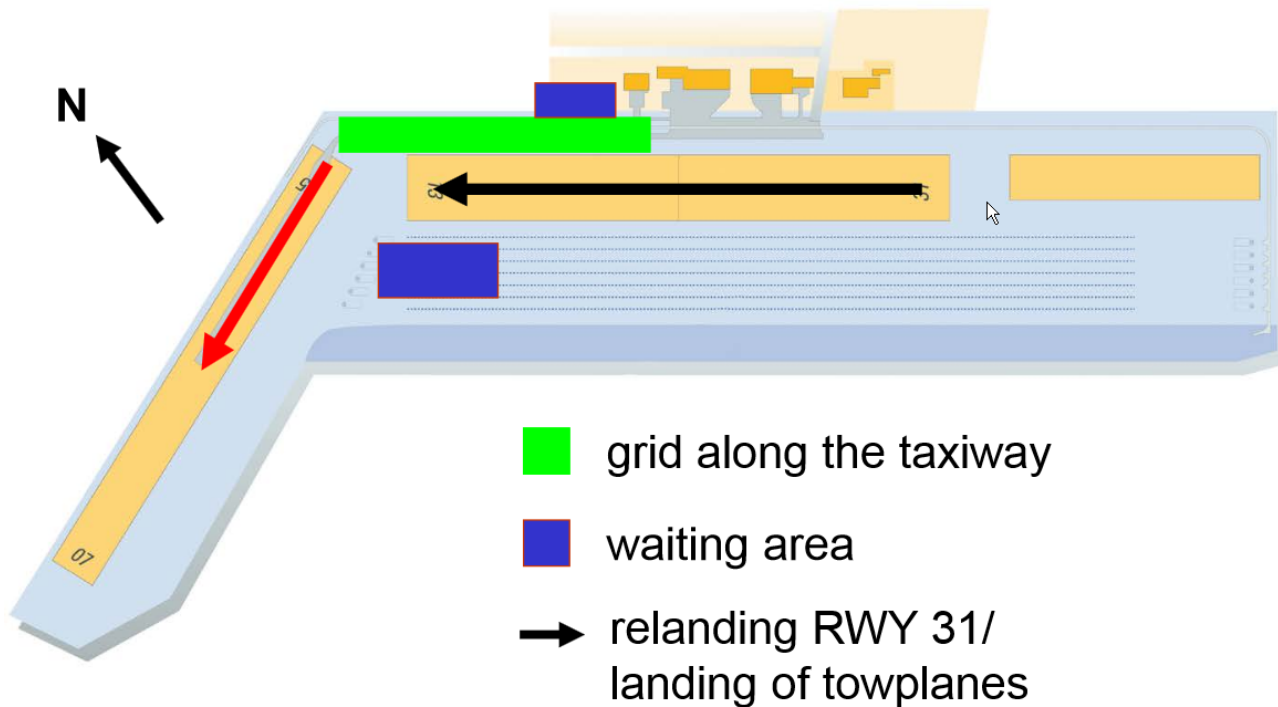 N
07
grid along the taxiway
waiting area
relanding RWY 31/
landing of towplanes